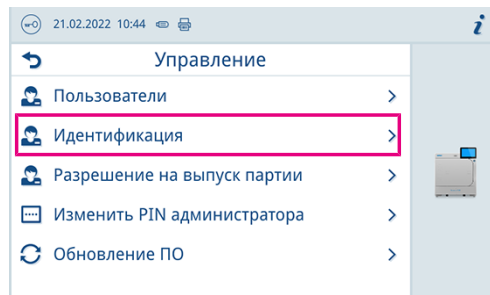 21.02.2022 10:44
Управление
Пользователи
Идентификация
Разрешение на выпуск партии
Изменить PIN администратора
Обновление ПО